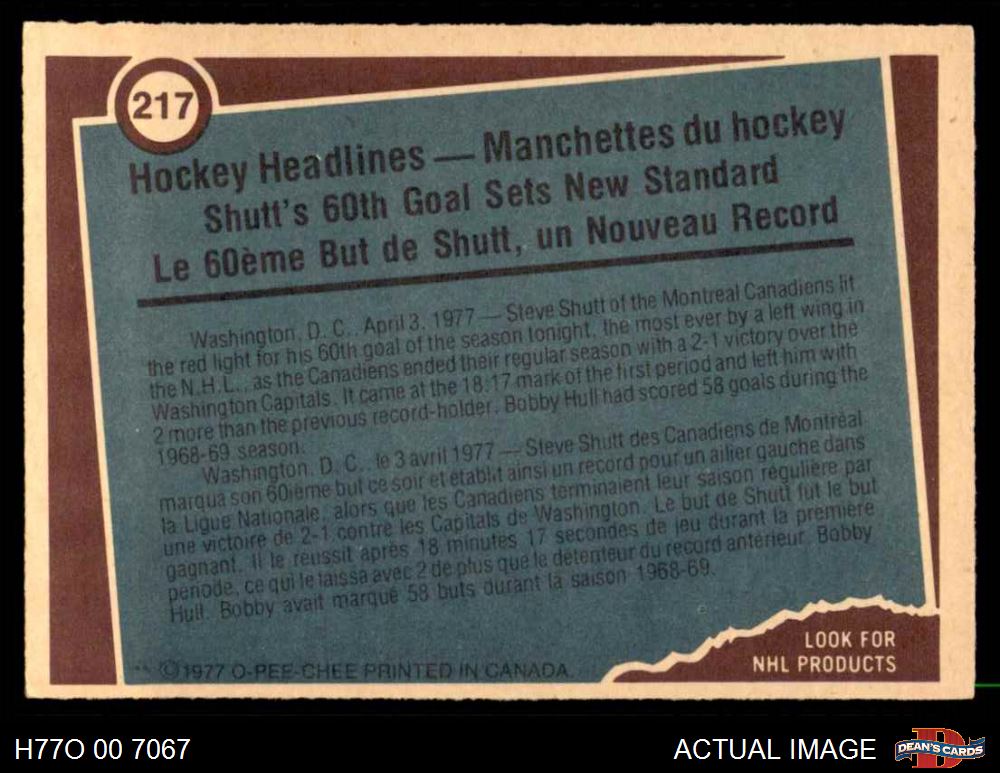 217
Hockey Headlines — Manchettes du hockey
Shutt's 60th Goal Sets New Standard
Le 60ème But de Shutt, un Nouveau Record
Washington, D. C., April 3, 1977 — Steve Shutt of the Montreal Canadiens lit
the red light for his 60th goal of the season tonight, the most ever by a left wing in
the N.H.L., as the Canadiens ended their regular season with a 2-1 victory over the
Washington Capitals. It came at the 18:17 mark of the first period and left him with
2 more than the previous record-holder. Bobby Hull had scored 58 goals during the
1968-69 season.
Washington, D. C., le 3 avril 1977 — Steve Shutt des Canadiens de Montréal
marqua son 60ième but ce soir et établit ainsi un record pour un ailier gauche dans
la Ligue Nationale, alors que les Canadiens terminaient leur saison régulière par
une victoire de 2-1 contre les Capitals de Washington. Le but de Shutt fut le but
gagnant. Il le réussit après 18 minutes 17 secondes de jeu durant la première
période, ce qui le laissa avec 2 de plus que le détenteur du record antérieur, Bobby
Hull. Bobby avait marqué 58 buts durant la saison 1968-69.
** ©1977 O-PEE-CHEE PRINTED IN CANADA
LOOK FOR
NHL PRODUCTS
H77O 00 7067
ACTUAL IMAGE
DEAN'S CARDS